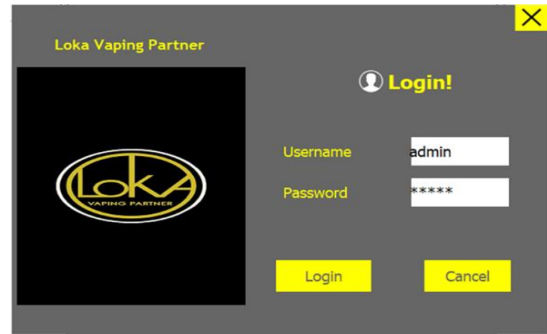 Loka Vaping Partner
LOKA
VAPING PARTNER
Login!
Username
admin
Password
*****
Login
Cancel